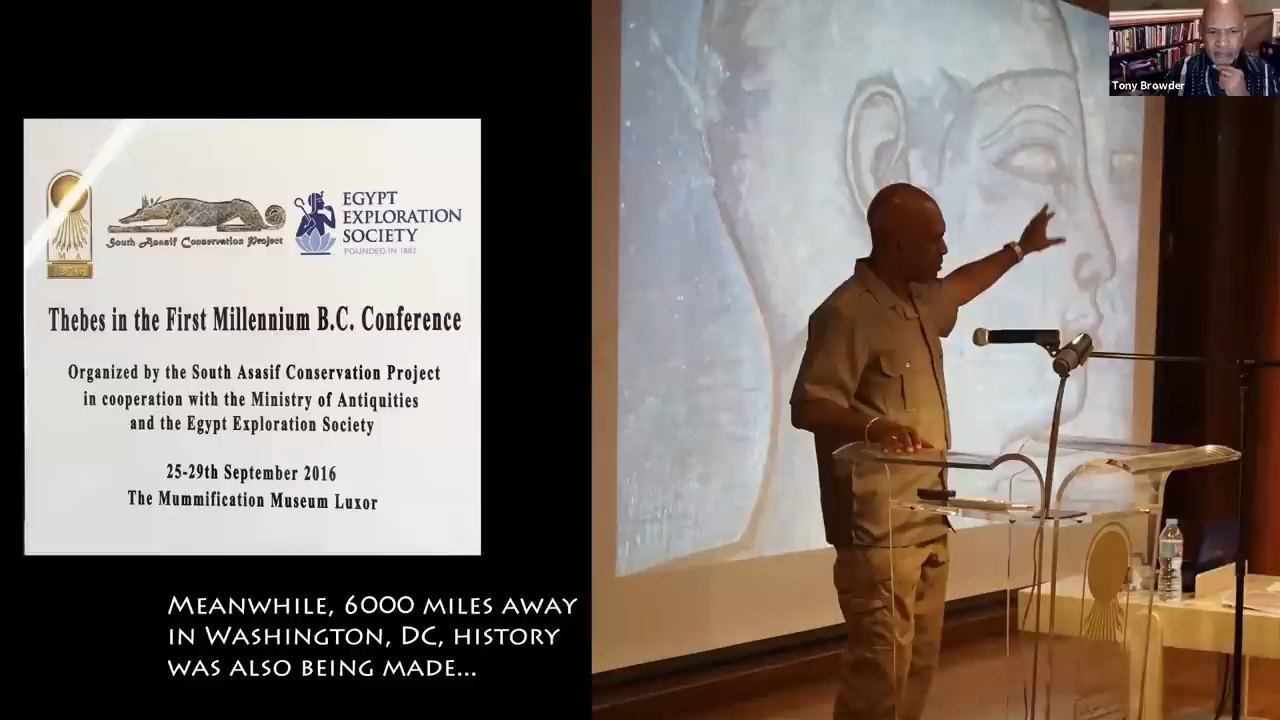 Tony Browder
MA
South Asasif Conservation Project
EGYPT
EXPLORATION
SOCIETY
FOUNDED IN 1882
Thebes in the First Millennium B.C. Conference
Organized by the South Asasif Conservation Project
in cooperation with the Ministry of Antiquities
and the Egypt Exploration Society
25-29th September 2016
The Mummification Museum Luxor
MEANWHILE, 6000 MILES AWAY
IN WASHINGTON, DC, HISTORY
WAS ALSO BEING MADE...